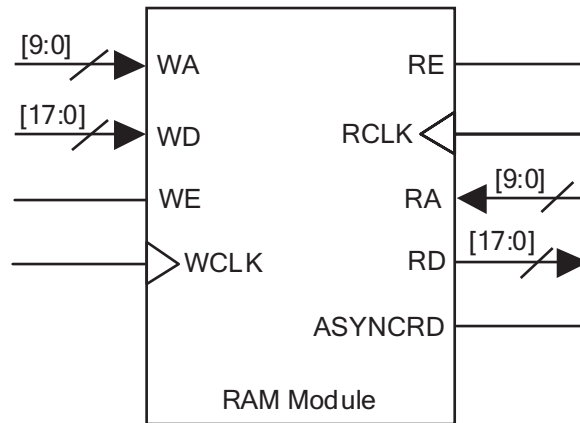 [9:0] WA RE
[17:0] WD RCLK
WE RA [9:0]
WCLK RD [17:0]
ASYNCRD
RAM Module